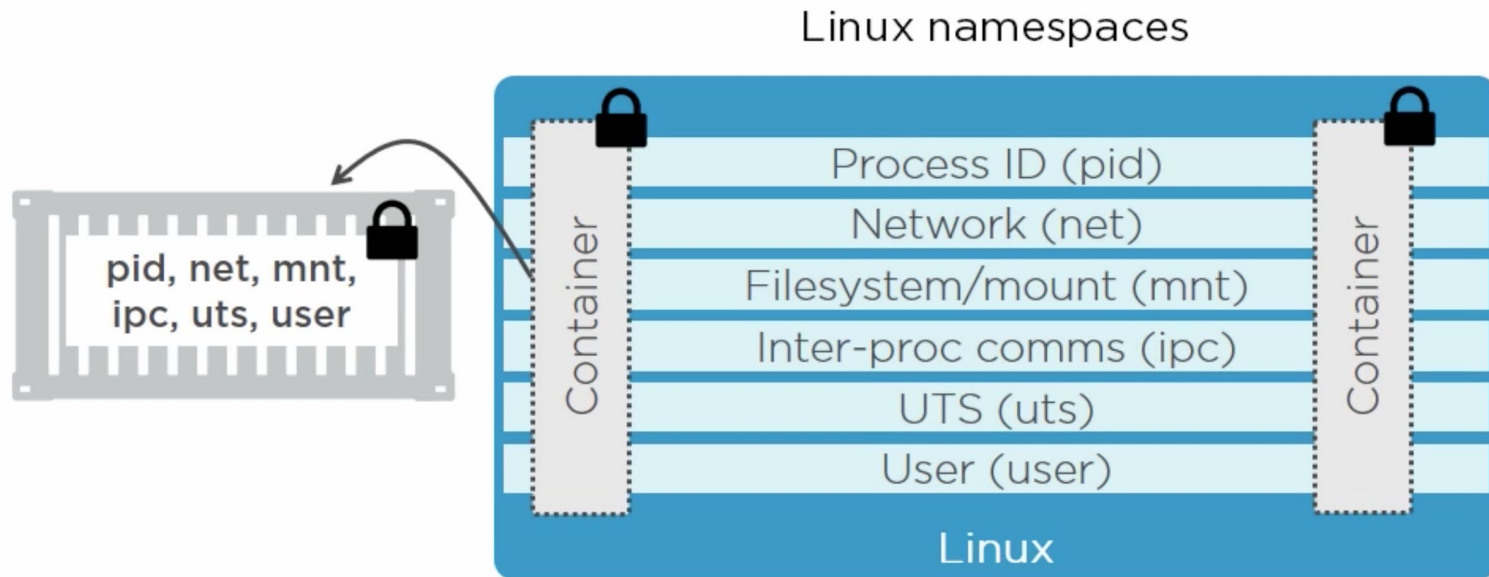 Linux namespaces
pid, net, mnt,
ipc, uts, user
Container
Process ID (pid)
Network (net)
Filesystem/mount (mnt)
Inter-proc comms (ipc)
UTS (uts)
User (user)
Container
Linux